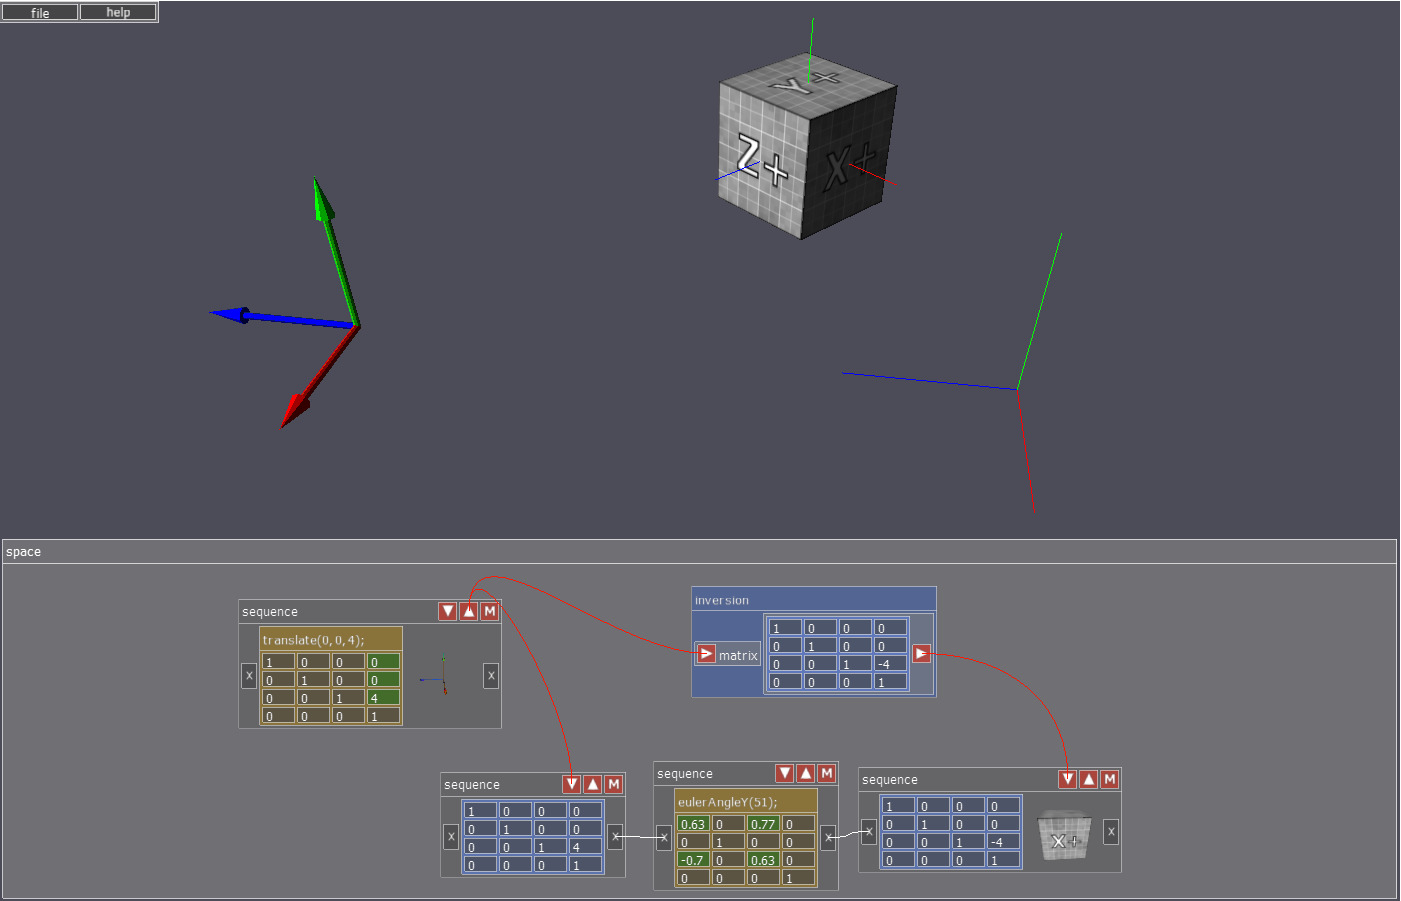 file help
Y+
Z+ X+
space
sequence M
translate(0,0,4);
1 0 0 0
0 1 0 0
0 0 1 4
0 0 0 1
X X
inversion
matrix
1 0 0 0
0 1 0 0
0 0 1 -4
0 0 0 1
sequence M
1 0 0 0
0 1 0 0
0 0 1 4
0 0 0 1
X X
sequence M
eulerAngleY(51);
0.63 0 0.77 0
0 1 0 0
-0.7 0 0.63 0
0 0 0 1
X X
sequence M
1 0 0 0
0 1 0 0
0 0 1 -4
0 0 0 1
X X
X+